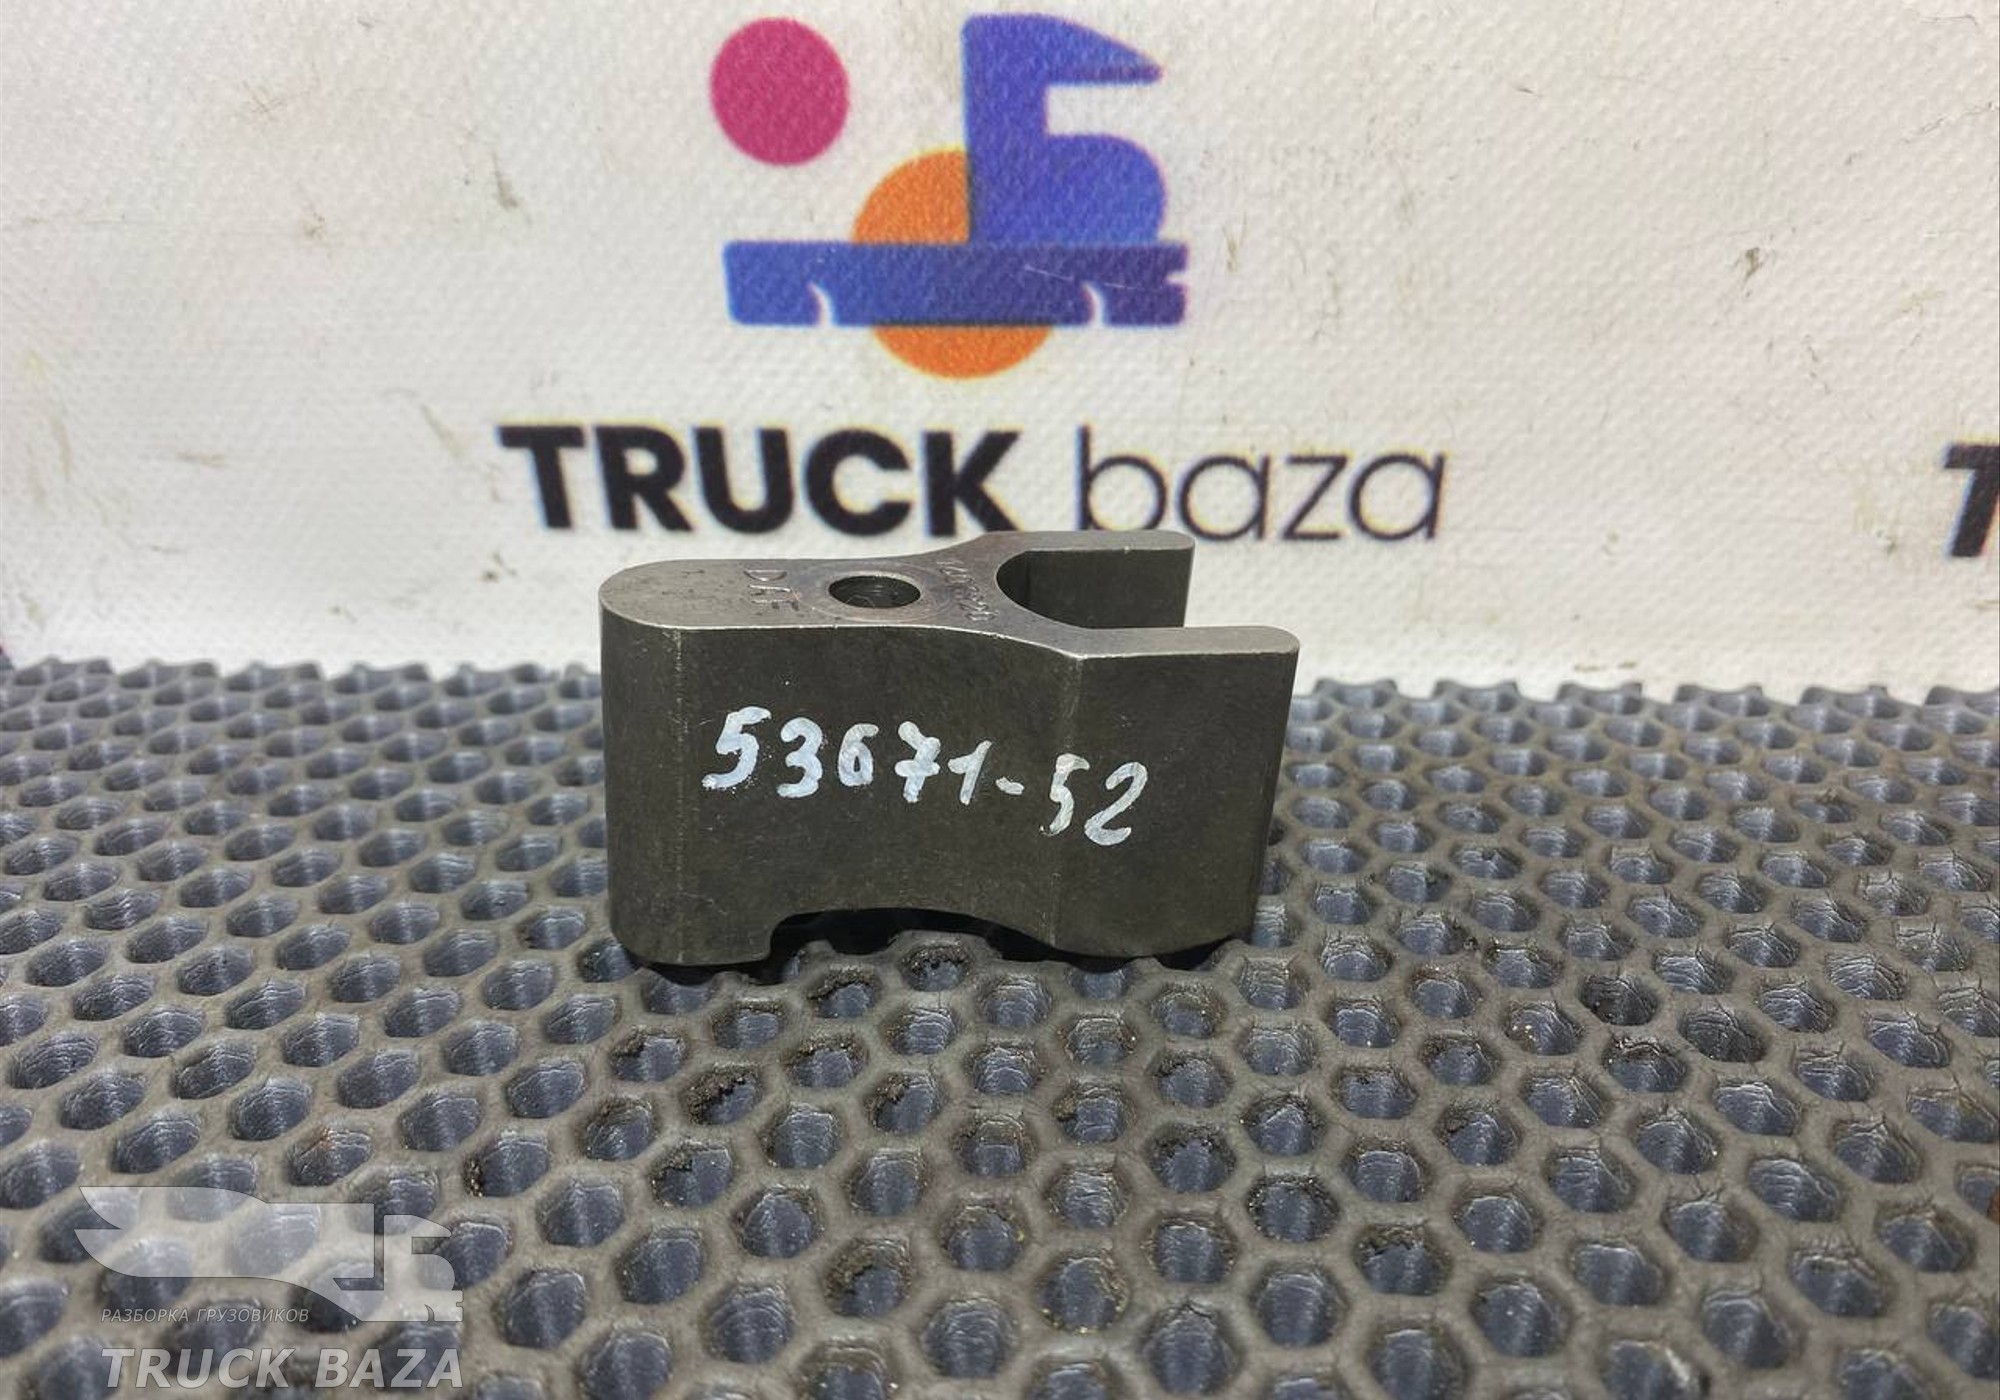 TRUCK baza
T
DAF
53671-52
РАЗБОРКА ГРУЗОВИКОВ
TRUCK BAZA